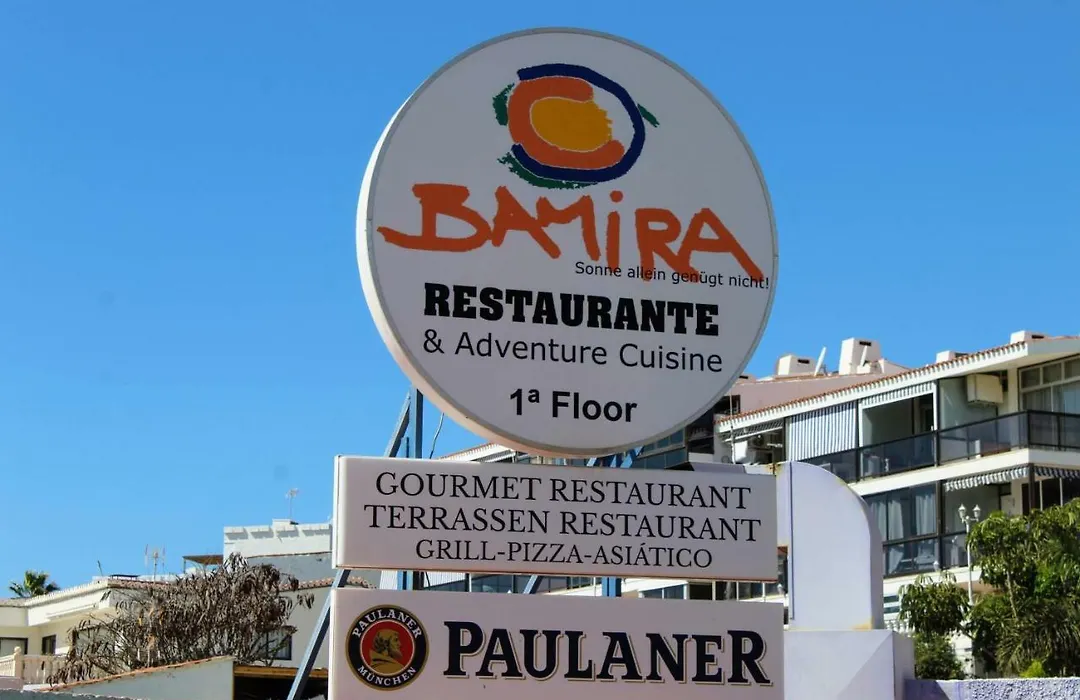 BAMIRA
Sonne allein genügt nicht!
RESTAURANTE
& Adventure Cuisine
1ª Floor
GOURMET RESTAURANT
TERRASSEN RESTAURANT
GRILL-PIZZA-ASIÁTICO
PAULANER
MÜNCHEN
PAULANER